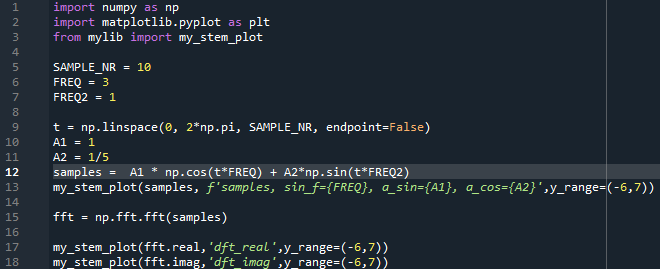 1 import numpy as np
2 import matplotlib.pyplot as plt
3 from mylib import my_stem_plot
4
5 SAMPLE_NR = 10
6 FREQ = 3
7 FREQ2 = 1
8
9 t = np.linspace(0, 2*np.pi, SAMPLE_NR, endpoint=False)
10 A1 = 1
11 A2 = 1/5
12 samples =  A1 * np.cos(t*FREQ) + A2*np.sin(t*FREQ2)
13 my_stem_plot(samples, f'samples, sin_f={FREQ}, a_sin={A1}, a_cos={A2}',y_range=(-6,7))
14
15 fft = np.fft.fft(samples)
16
17 my_stem_plot(fft.real,'dft_real',y_range=(-6,7))
18 my_stem_plot(fft.imag,'dft_imag',y_range=(-6,7))